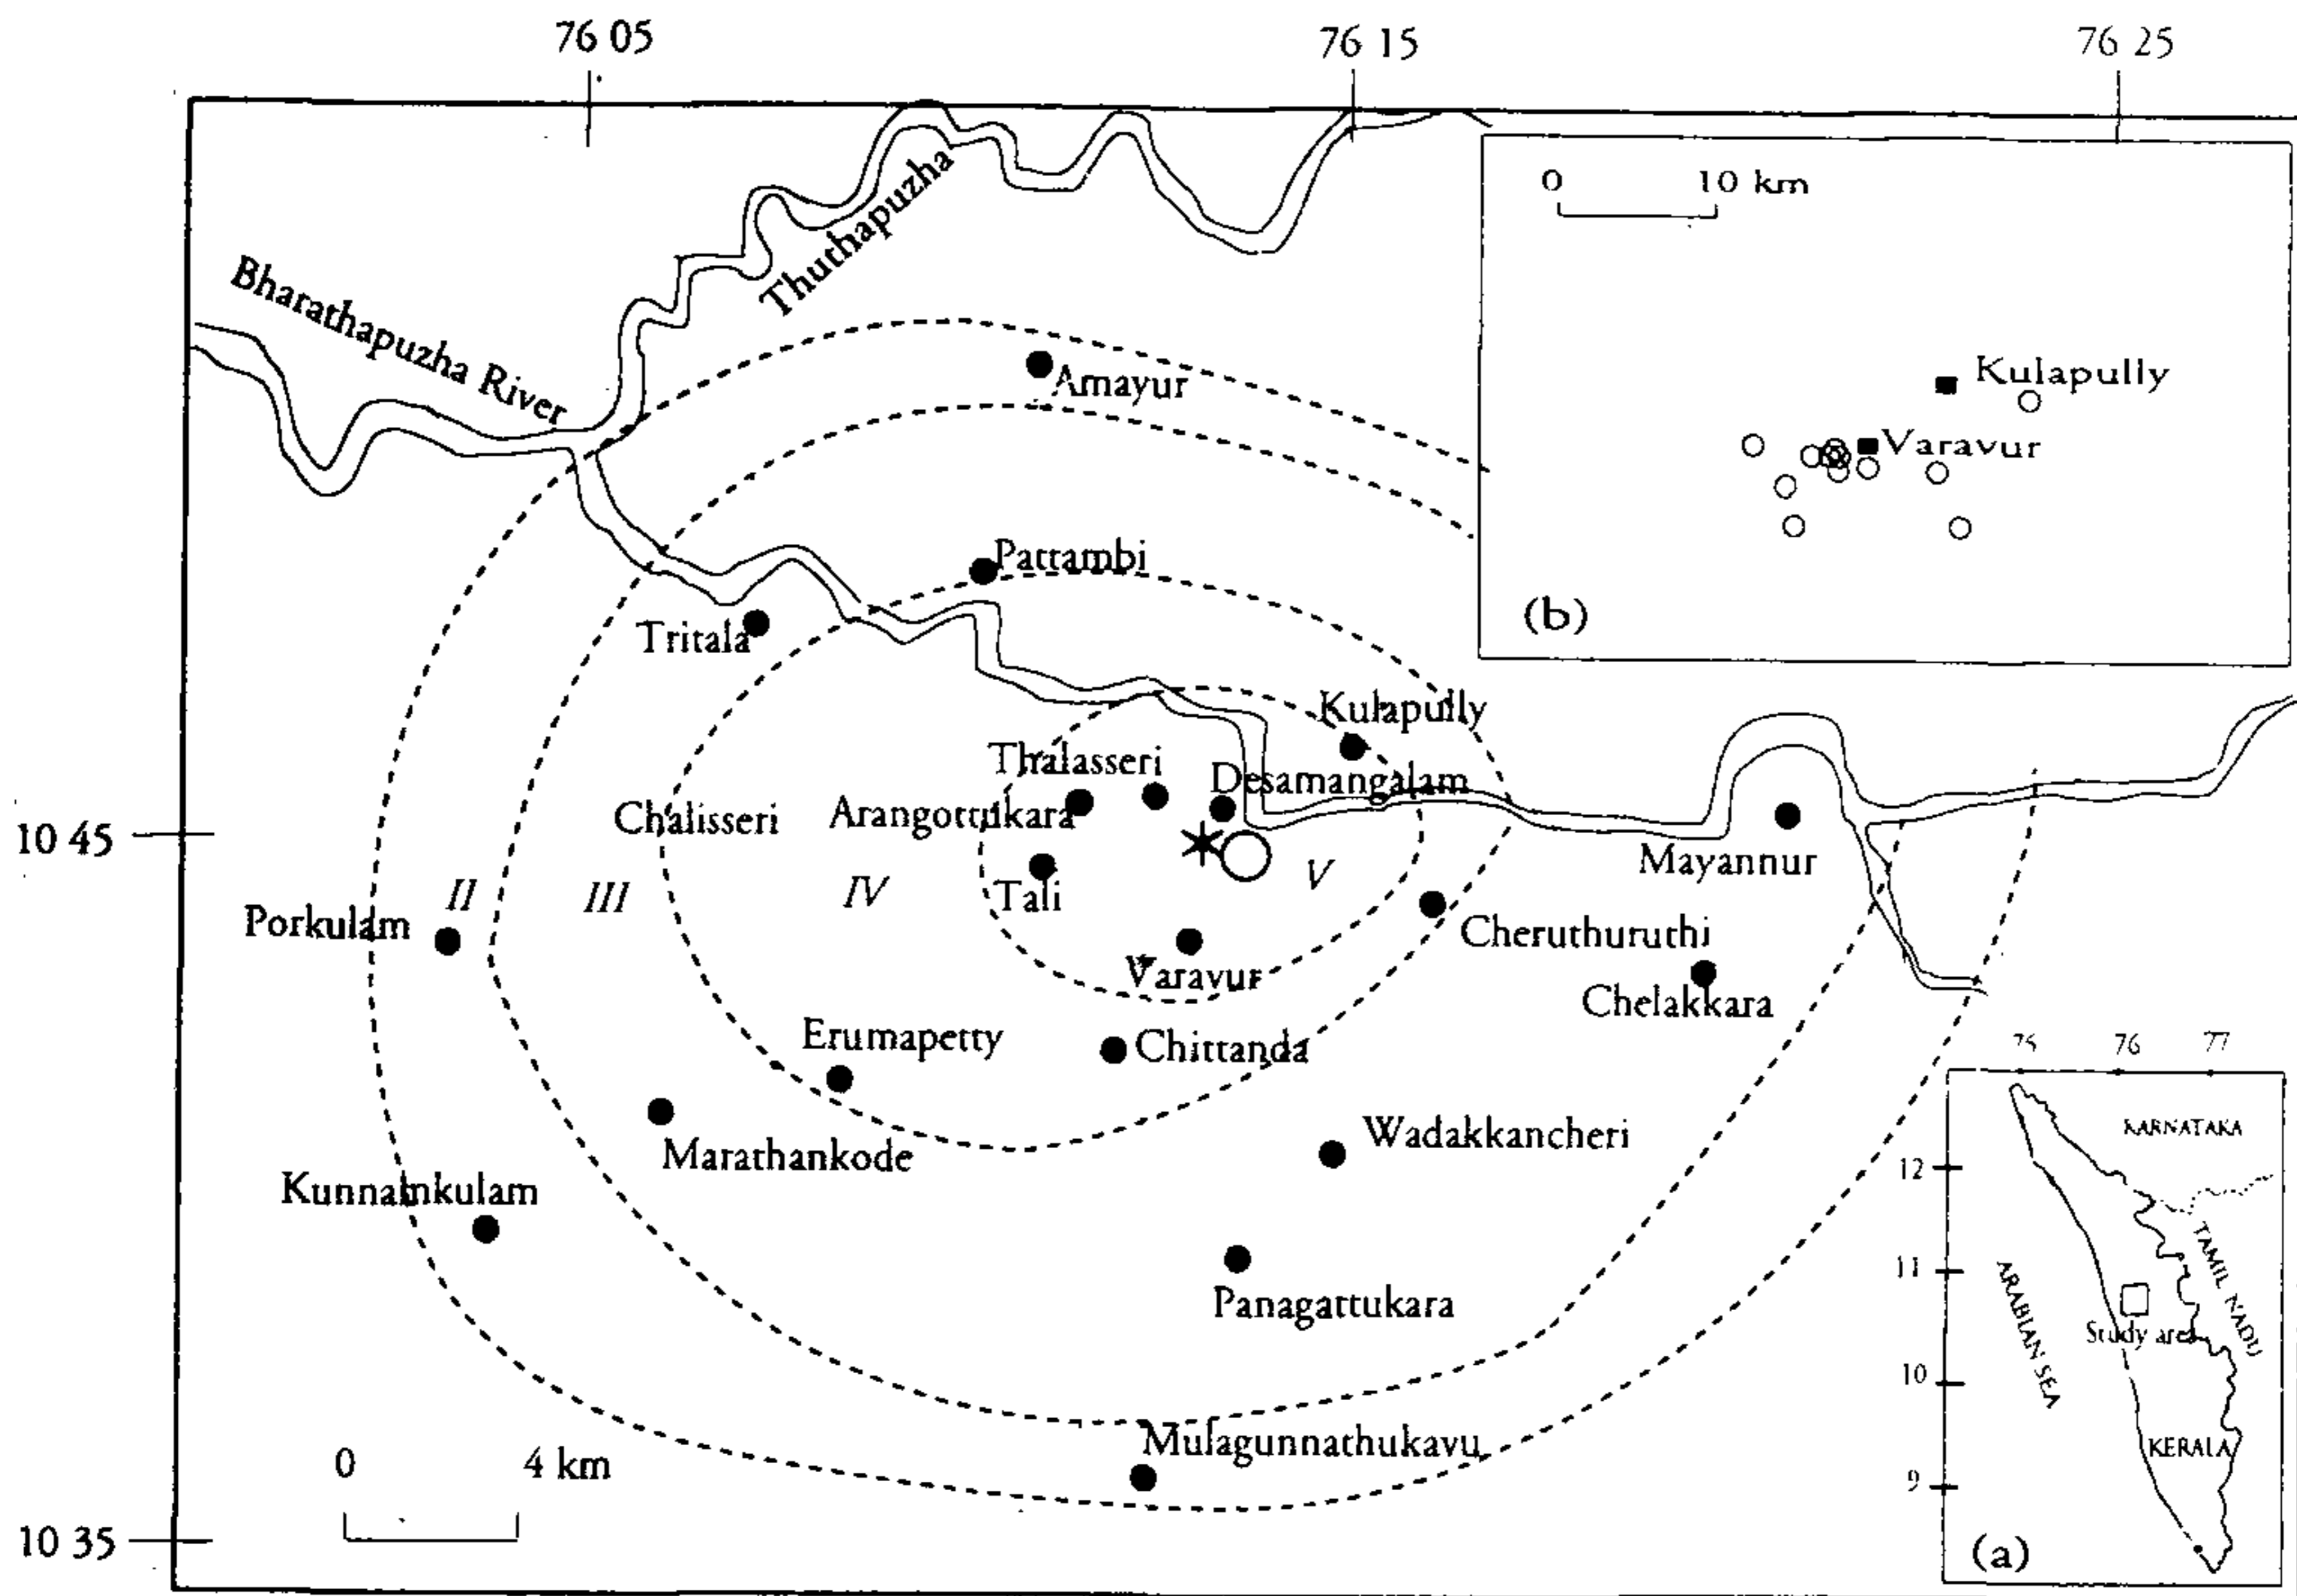 76 05
76 15
76 25
Bharathapuzha River
Thuthapuzha
0 10 km
Kulapully
Varavur
(b)
Amayur
Pattambi
Tritala
Kulapully
Thalasseri
Desamangalam
Chalisseri
Arangottukara
10 45
Mayannur
II
III
IV
Tali
V
Porkulam
Cheruthuruthi
Varavur
Chelakkara
Erumapetty
Chittanda
Marathankode
Wadakkancheri
Kunnamkulam
Panagattukara
Mulagunnathukavu
0 4 km
10 35
75 76 77
KARNATAKA
12
TAMIL NADU
11
ARABIAN SEA
Study area
10
KERALA
9
(a)